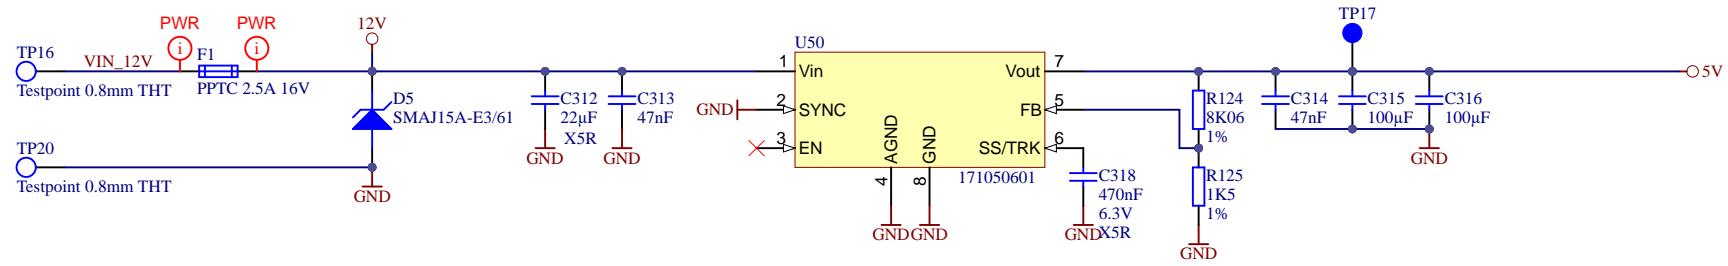 PWR
PWR
12V
TP17
TP16
VIN_12V
i
i
F1
U50
Testpoint 0.8mm THT
PPTC 2.5A 16V
1
Vin
Vout
7
5V
D5
SMAJ15A-E3/61
C312
22µF
X5R
C313
47nF
GND
2
SYNC
FB
5
R124
8K06
1%
C314
47nF
C315
100µF
C316
100µF
3
EN
AGND
GND
SS/TRK
6
GND
GND
GND
TP20
Testpoint 0.8mm THT
GND
4
8
171050601
C318
470nF
6.3V
X5R
R125
1K5
1%
GND
GND
GND
GND